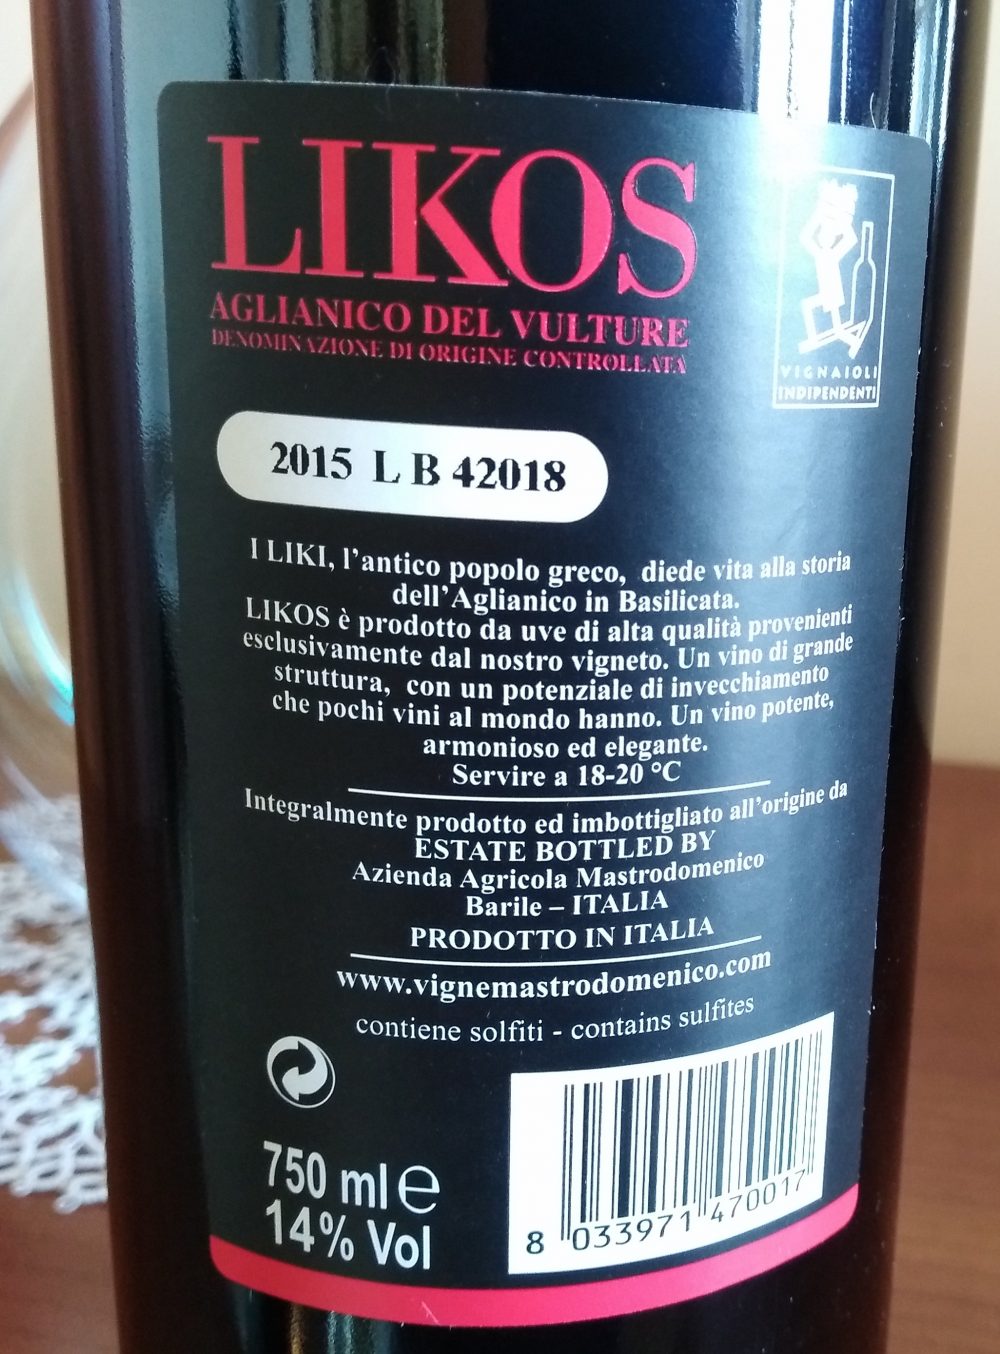 LIKOS
AGLIANICO DEL VULTURE
DENOMINAZIONE DI ORIGINE CONTROLLATA
VIGNAIOLI
INDIPENDENTI
2015 L B 42018
I LIKI, l'antico popolo greco, diede vita alla storia
dell'Aglianico in Basilicata.
LIKOS è prodotto da uve di alta qualità provenienti
esclusivamente dal nostro vigneto. Un vino di grande
struttura, con un potenziale di invecchiamento
che pochi vini al mondo hanno. Un vino potente,
armonioso ed elegante.
Servire a 18-20 °C
Integralmente prodotto ed imbottigliato all'origine da
ESTATE BOTTLED BY
Azienda Agricola Mastrodomenico
Barile – ITALIA
PRODOTTO IN ITALIA
www.vignemastrodomenico.com
contiene solfiti - contains sulfites
750 ml e
14% Vol
8 033971 470017